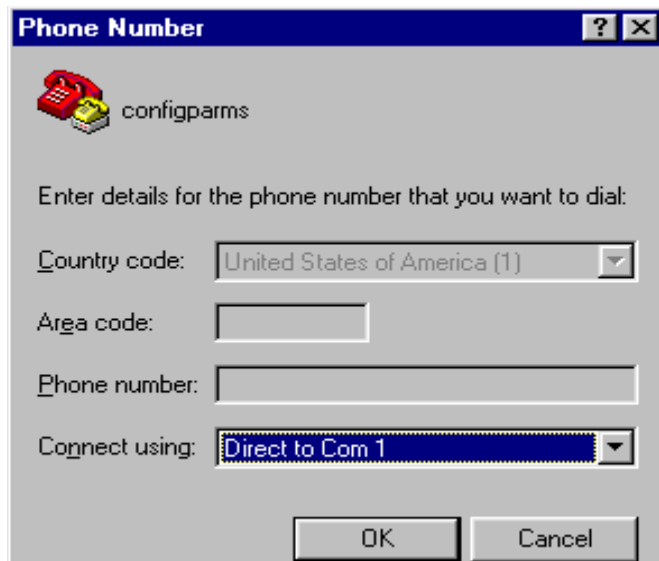 Phone Number
configparms
Enter details for the phone number that you want to dial:
Country code: United States of America (1)
Area code:
Phone number:
Connect using: Direct to Com 1
OK Cancel